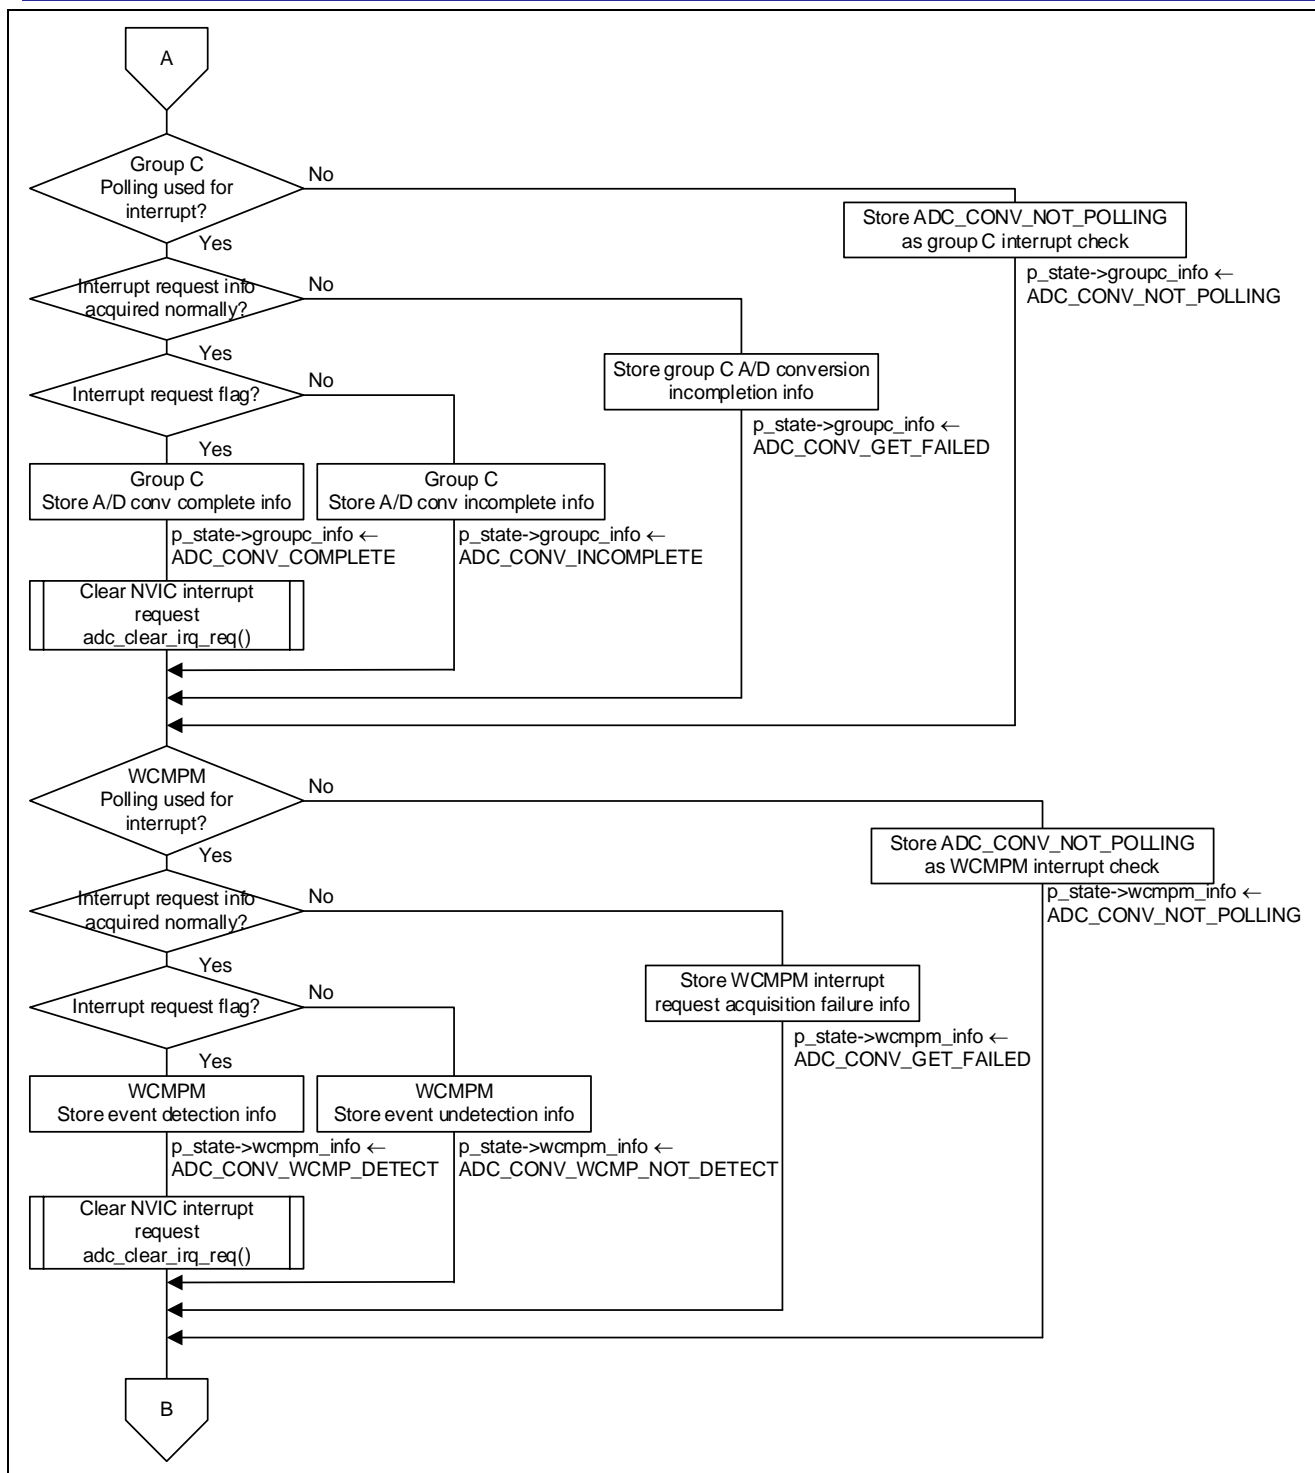 A
Group C
Polling used for
interrupt?
No
Yes
Store ADC_CONV_NOT_POLLING
as group C interrupt check
p_state->groupc_info ←
ADC_CONV_NOT_POLLING
Interrupt request info
acquired normally?
No
Yes
Store group C A/D conversion
incompletion info
p_state->groupc_info ←
ADC_CONV_GET_FAILED
Interrupt request flag?
No
Yes
Group C
Store A/D conv complete info
p_state->groupc_info ←
ADC_CONV_COMPLETE
Group C
Store A/D conv incomplete info
p_state->groupc_info ←
ADC_CONV_INCOMPLETE
Clear NVIC interrupt
request
adc_clear_irq_req()
WCMPM
Polling used for
interrupt?
No
Yes
Store ADC_CONV_NOT_POLLING
as WCMPM interrupt check
p_state->wcmpm_info ←
ADC_CONV_NOT_POLLING
Interrupt request info
acquired normally?
No
Yes
Store WCMPM interrupt
request acquisition failure info
p_state->wcmpm_info ←
ADC_CONV_GET_FAILED
Interrupt request flag?
No
Yes
WCMPM
Store event detection info
p_state->wcmpm_info ←
ADC_CONV_WCMP_DETECT
WCMPM
Store event undetection info
p_state->wcmpm_info ←
ADC_CONV_WCMP_NOT_DETECT
Clear NVIC interrupt
request
adc_clear_irq_req()
B